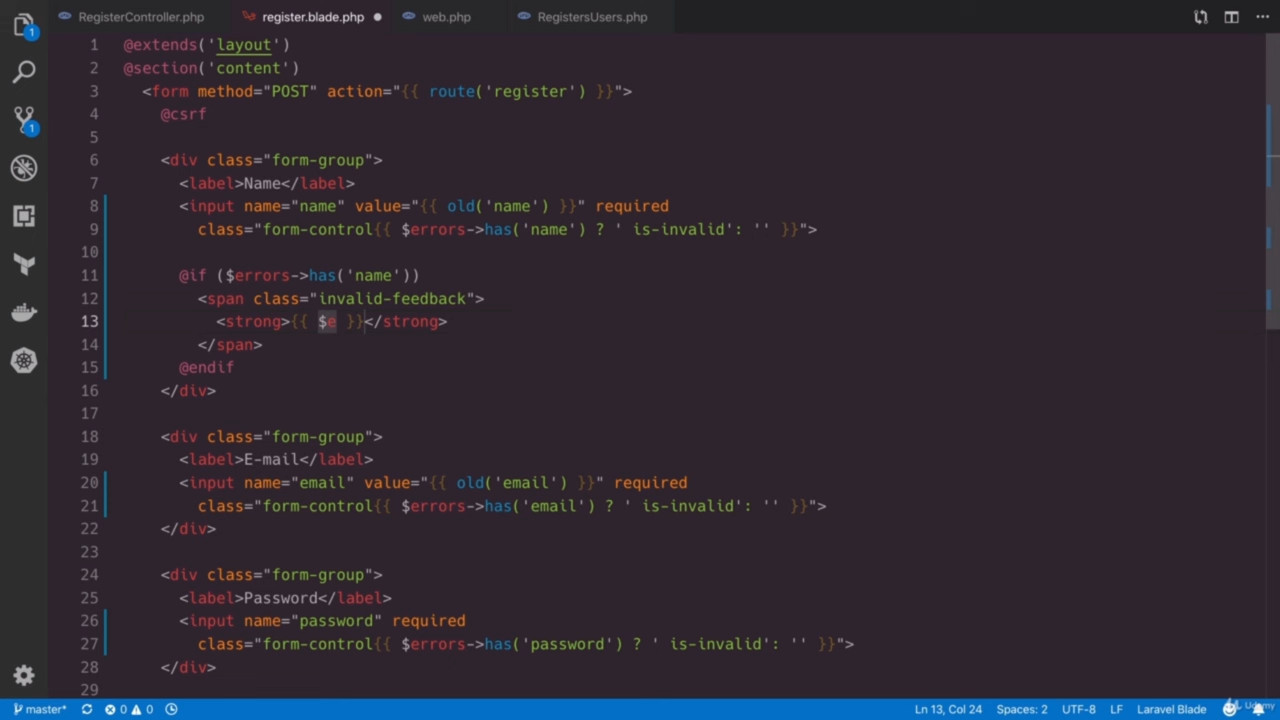 RegisterController.php register.blade.php web.php RegistersUsers.php
1 @extends('layout')
1 2 @section('content')
3 <form method="POST" action="{{ route('register') }}">
4 @csrf
1 5
6 <div class="form-group">
7 <label>Name</label>
8 <input name="name" value="{{ old('name') }}" required
9 class="form-control{{ $errors->has('name') ? ' is-invalid': '' }}">
10
11 @if ($errors->has('name'))
12 <span class="invalid-feedback">
13 <strong>{{ $e }}</strong>
14 </span>
15 @endif
16 </div>
17
18 <div class="form-group">
19 <label>E-mail</label>
20 <input name="email" value="{{ old('email') }}" required
21 class="form-control{{ $errors->has('email') ? ' is-invalid': '' }}">
22 </div>
23
24 <div class="form-group">
25 <label>Password</label>
26 <input name="password" required
27 class="form-control{{ $errors->has('password') ? ' is-invalid': '' }}">
28 </div>
29
master* 0 0 Ln 13, Col 24 Spaces: 2 UTF-8 LF Laravel Blade Udemy